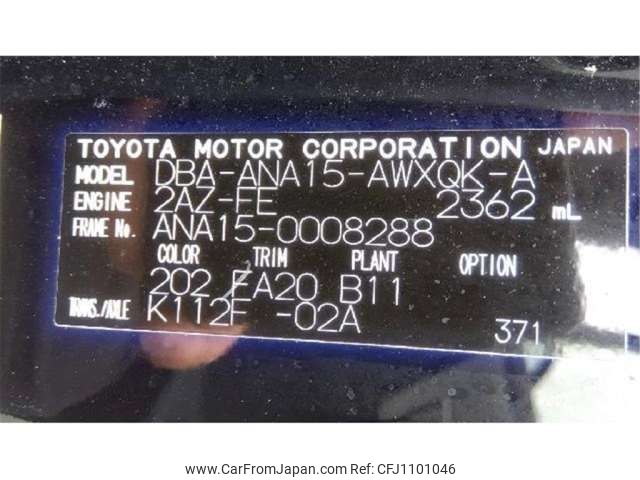 TOYOTA MOTOR CORPORATION JAPAN
MODEL DBA-ANA15-AWXQK-A
ENGINE 2AZ-FE 2362 mL
FRAME No. ANA15-0008288
COLOR TRIM PLANT OPTION
202 FA20 B11
TRANS./AXLE K112F -02A
371
© www.CarFromJapan.com Ref.CFJ1101046